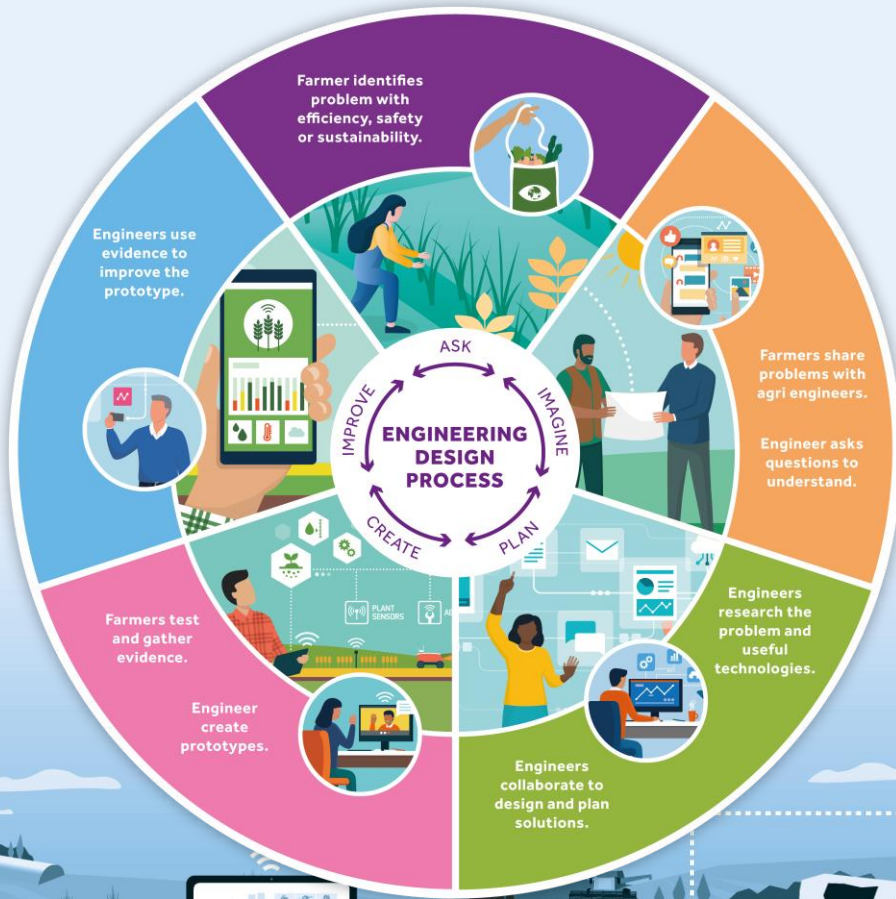 Farmer identifies
problem with
efficiency, safety
or sustainability.
Farmers share
problems with
agri engineers.
Engineer asks
questions to
understand.
Engineers
research the
problem and
useful
technologies.
Engineers
collaborate to
design and plan
solutions.
Farmers test
and gather
evidence.
Engineer
create
prototypes.
Engineers use
evidence to
improve the
prototype.
ASK
IMAGINE
PLAN
CREATE
IMPROVE
ENGINEERING
DESIGN
PROCESS
PLANT
SENSORS